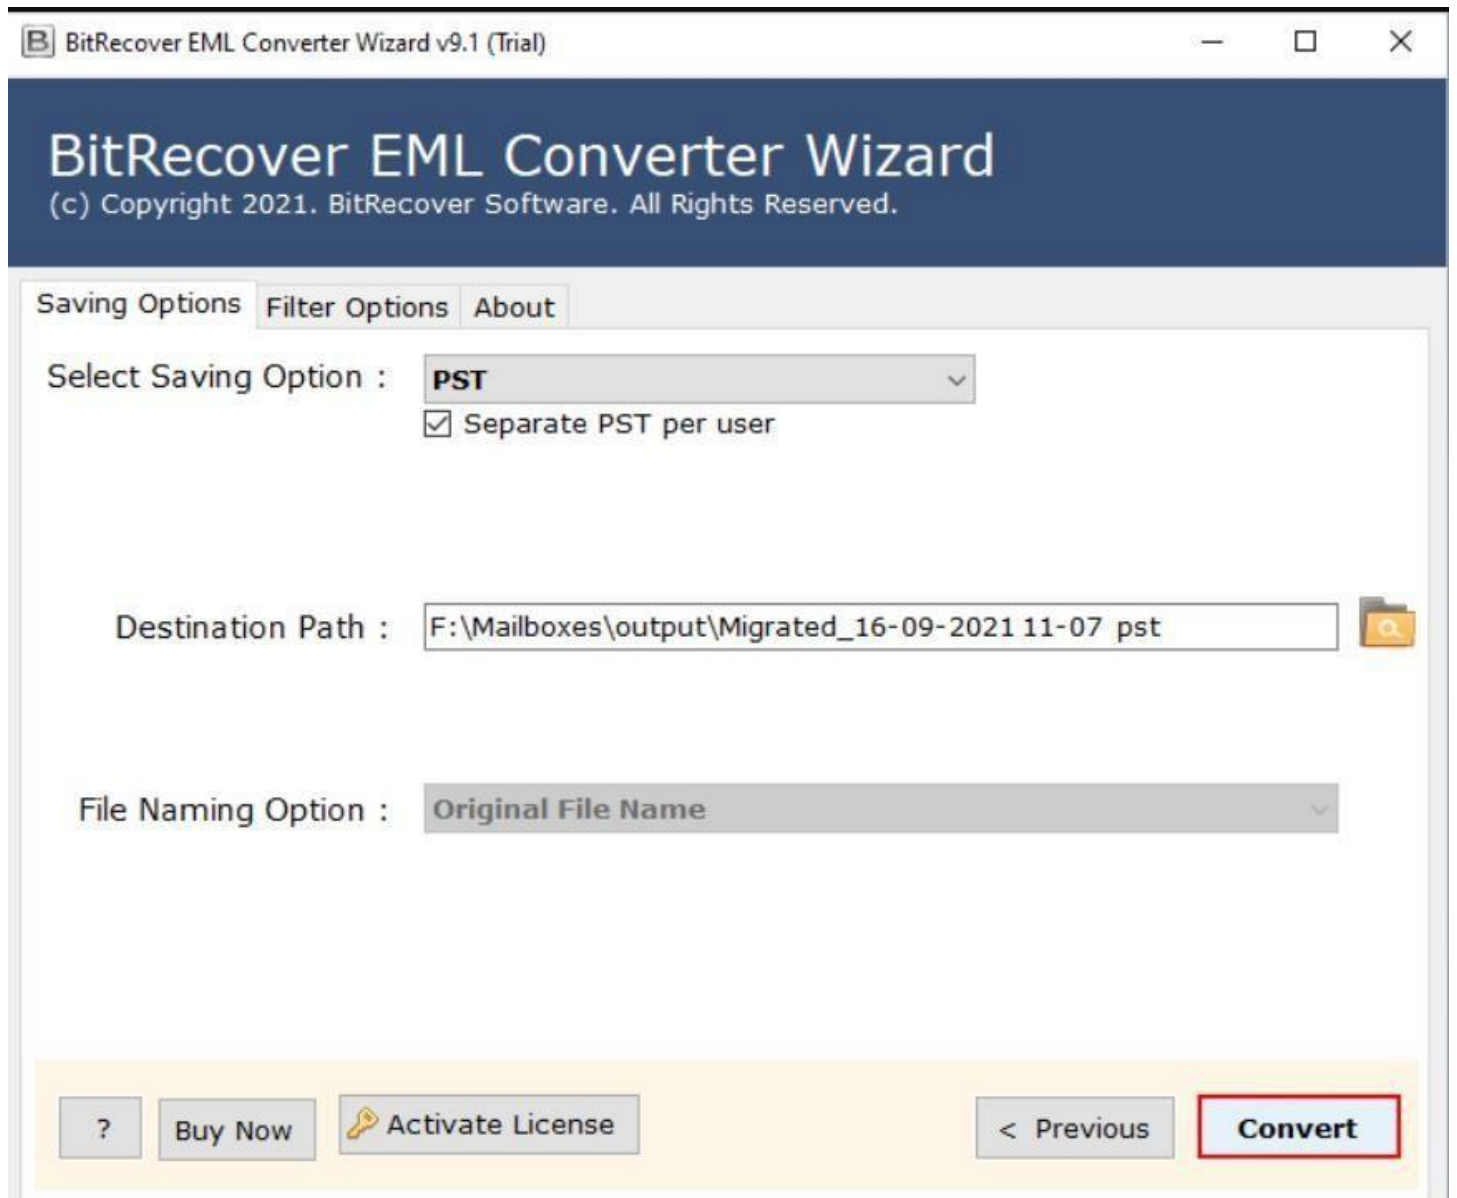 BitRecover EML Converter Wizard v9.1 (Trial)
BitRecover EML Converter Wizard
(c) Copyright 2021. BitRecover Software. All Rights Reserved.
Saving Options Filter Options About
Select Saving Option : PST
Separate PST per user
Destination Path : F:\Mailboxes\output\Migrated_16-09-2021 11-07 pst
File Naming Option : Original File Name
? Buy Now Activate License < Previous Convert